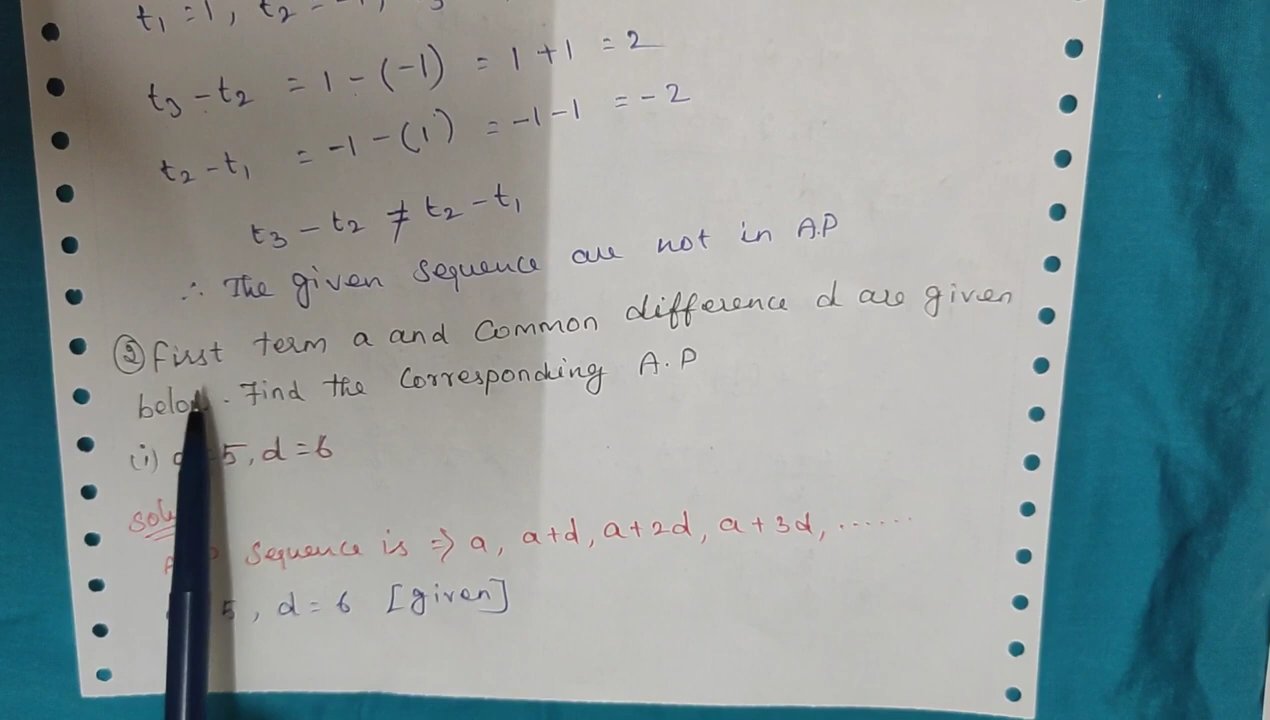 t₁ = 1, t₂ =
t₃ - t₂ = 1 - (-1) = 1 + 1 = 2
t₂ - t₁ = -1 - (1) = -1 - 1 = -2
t₃ - t₂ ≠ t₂ - t₁
∴ The given sequence are not in A.P
② First term a and common difference d are given
below. Find the corresponding A.P
(i) 5, d = 6
sequence is ⇒ a, a+d, a+2d, a+3d, ......
5, d = 6 [given]